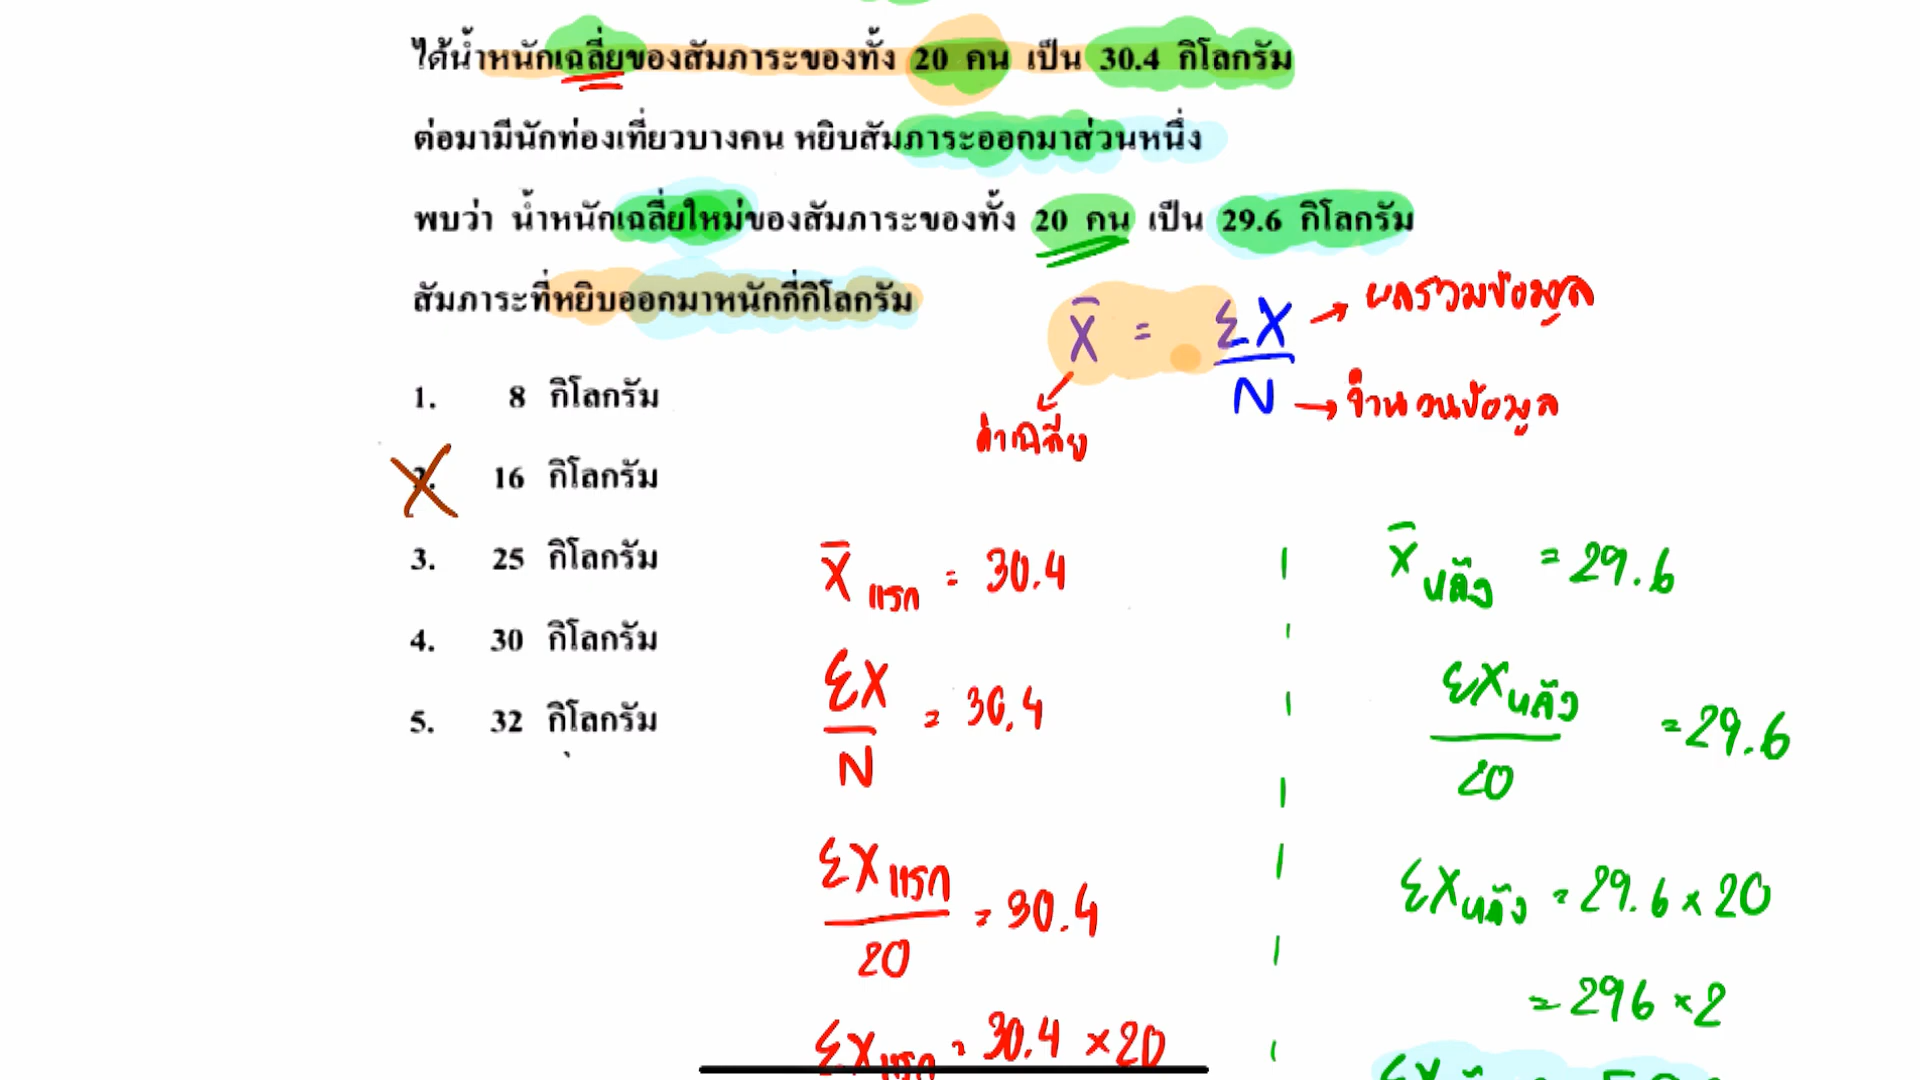 ได้น้ำหนักเฉลี่ยของสัมภาระของทั้ง 20 คน เป็น 30.4 กิโลกรัม
ต่อมามีนักท่องเที่ยวบางคน หยิบสัมภาระออกมาส่วนหนึ่ง
พบว่า น้ำหนักเฉลี่ยใหม่ของสัมภาระของทั้ง 20 คน เป็น 29.6 กิโลกรัม
สัมภาระที่หยิบออกมาหนักกี่กิโลกรัม
X̄ = ΣX / N
ผลรวมข้อมูล
จำนวนข้อมูล
ค่าเฉลี่ย
1. 8 กิโลกรัม
2. 16 กิโลกรัม
3. 25 กิโลกรัม
4. 30 กิโลกรัม
5. 32 กิโลกรัม
X̄ แรก = 30.4
ΣX / N = 30.4
ΣX แรก / 20 = 30.4
ΣX แรก = 30.4 × 20
X̄ หลัง = 29.6
ΣX หลัง / 20 = 29.6
ΣX หลัง = 29.6 × 20
= 296 × 2